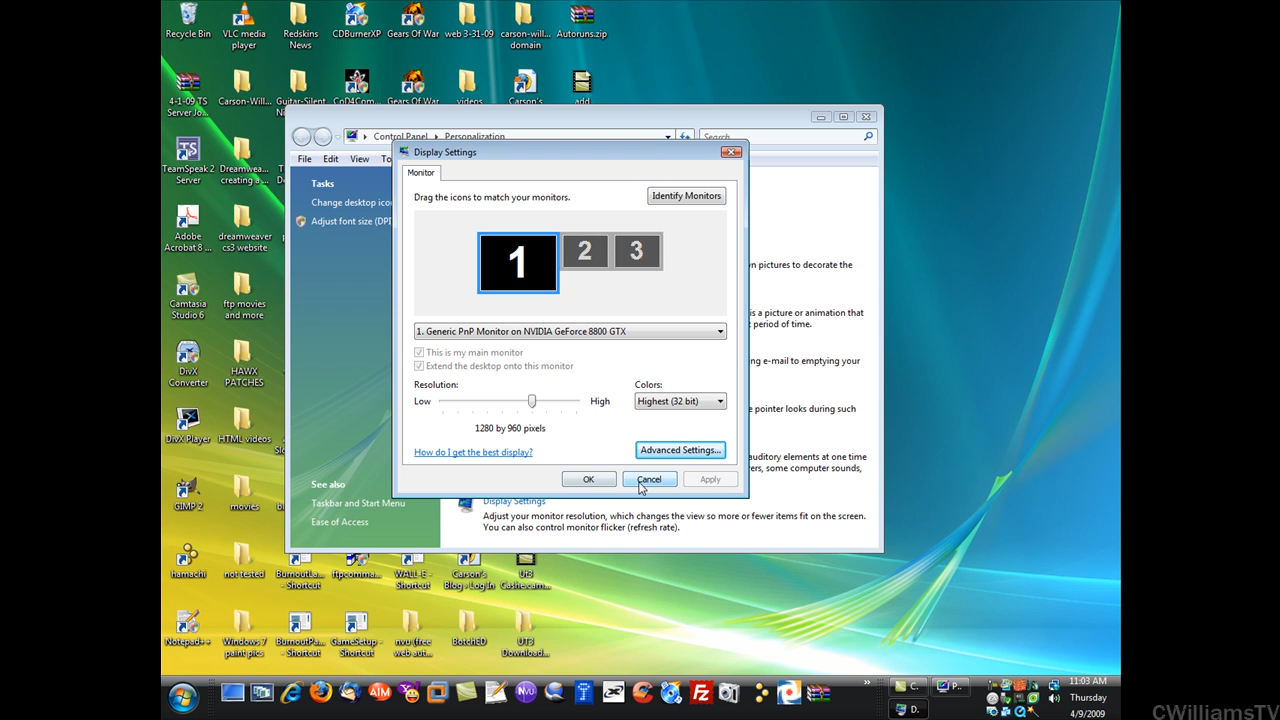 Recycle Bin
VLC media player
Redskins News
CDBurnerXP
Gears Of War
web 3-31-09
carson-will... domain
Autoruns.zip
4-1-09 TS Server Jo...
Carson-Will...
Guitar-Silent
CoD4Com...
Gears Of War
videos
Carson's
add
Control Panel
Personalization
Search
TeamSpeak 2 Server
Dreamweav... creating a ...
File
Edit
View
Display Settings
Monitor
Tasks
Change desktop ico
Adjust font size (DPI
Drag the icons to match your monitors.
Identify Monitors
1
2
3
Adobe Acrobat 8 ...
dreamweaver cs3 website
n pictures to decorate the
is a picture or animation that
t period of time.
Camtasia Studio 6
ftp movies and more
1. Generic PnP Monitor on NVIDIA GeForce 8800 GTX
This is my main monitor
Extend the desktop onto this monitor
ng e-mail to emptying your
DivX Converter
HAWX PATCHES
Resolution:
Colors:
Low
High
Highest (32 bit)
e pointer looks during such
1280 by 960 pixels
DivX Player
HTML videos
How do I get the best display?
Advanced Settings...
auditory elements at one time
ers, some computer sounds,
OK
Cancel
Apply
See also
Taskbar and Start Menu
Ease of Access
GIMP 2
movies
Display Settings
Adjust your monitor resolution, which changes the view so more or fewer items fit on the screen.
You can also control monitor flicker (refresh rate).
hamachi
not tested
BurnoutLa... - Shortcut
ftpcomma...
WALL-E - Shortcut
Carson's Blog - Log In
Ut3 Cashe.cam...
Notepad++
Windows 7 paint pics
BurnoutPa... - Shortcut
GameSetup - Shortcut
nvu (free web aut...
BotchED
UT3 Download...
C...
P...
D...
11:03 AM
Thursday
4/9/2009
CWilliamsTV